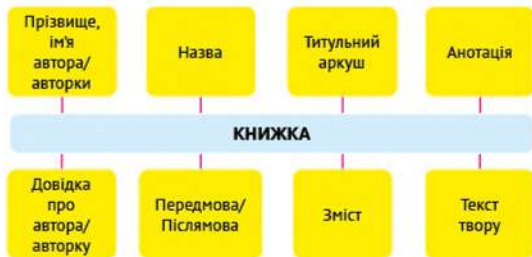 Прізвище,
ім'я
автора/
авторки
Назва
Титульний
аркуш
Анотація
КНИЖКА
Довідка
про
автора/
авторку
Передмова/
Післямова
Зміст
Текст
твору